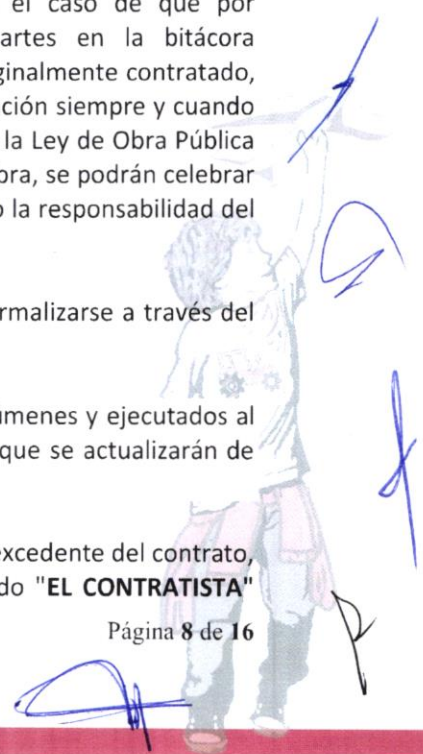 el caso de que por
artes en la bitácora
ginalmente contratado,
ción siempre y cuando
la Ley de Obra Pública
bra, se podrán celebrar
o la responsabilidad del
rmalizarse a través del
úmenes y ejecutados al
que se actualizarán de
excedente del contrato,
do "EL CONTRATISTA"
Página 8 de 16